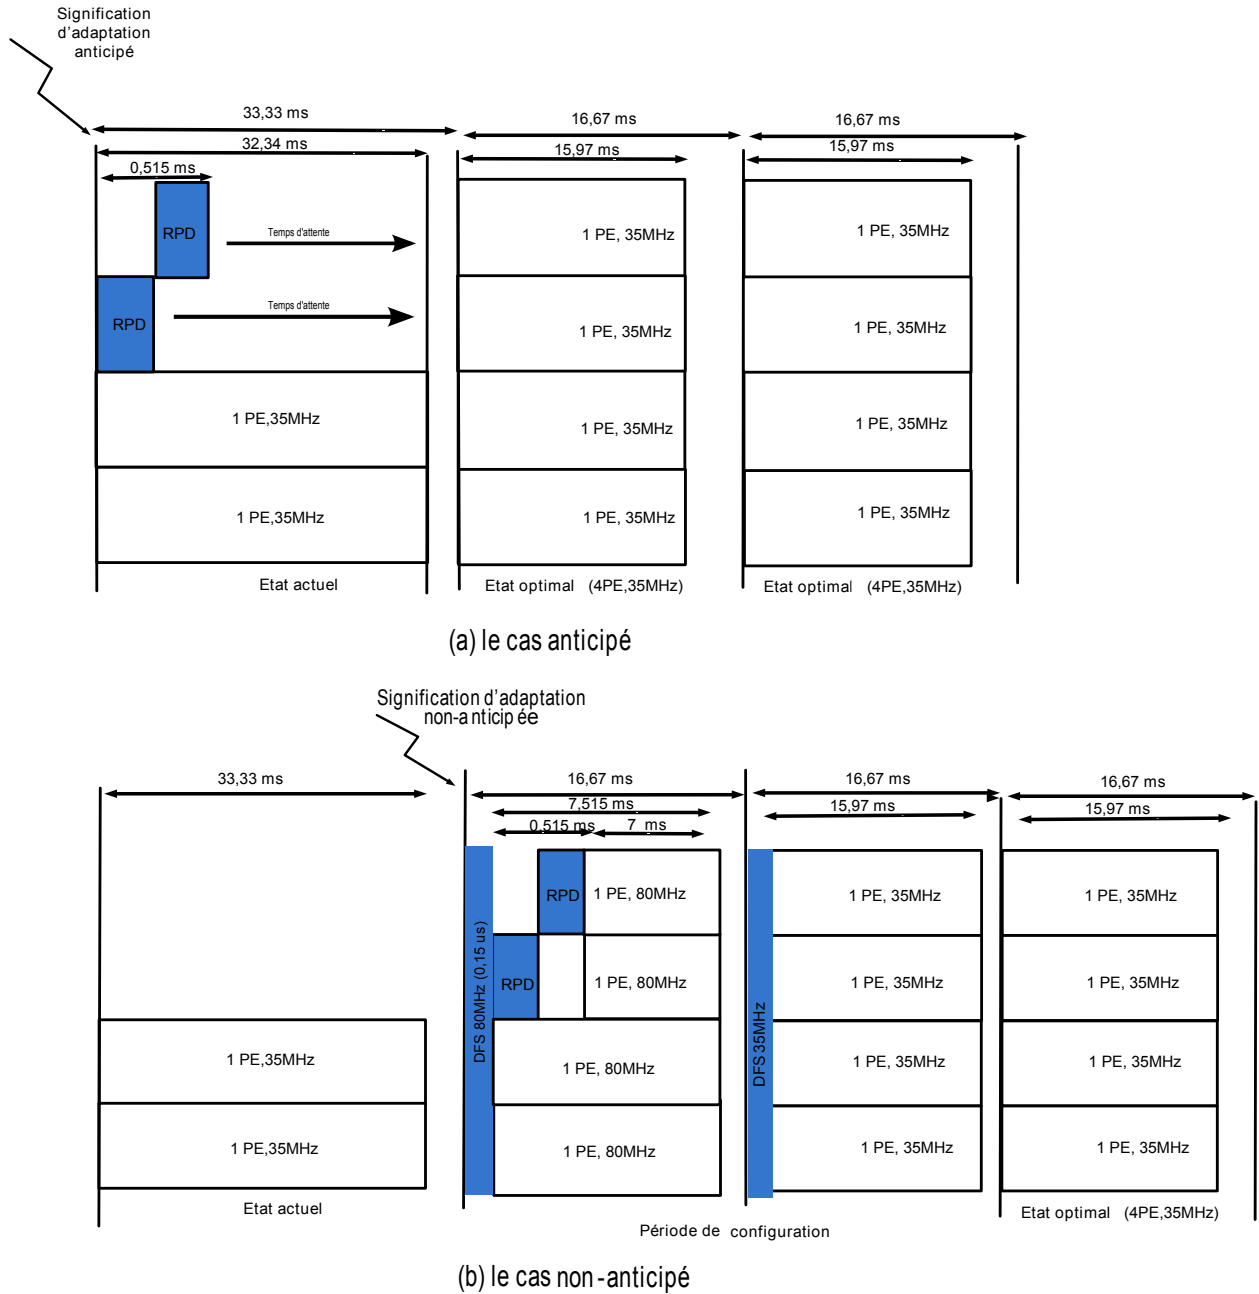 Signification
d'adaptation
anticipé
33,33 ms
16,67 ms
16,67 ms
32,34 ms
15,97 ms
15,97 ms
0,515 ms
RPD
Temps d'attente
1 PE, 35MHz
1 PE, 35MHz
RPD
Temps d'attente
1 PE, 35MHz
1 PE, 35MHz
1 PE,35MHz
1 PE, 35MHz
1 PE, 35MHz
1 PE,35MHz
1 PE, 35MHz
1 PE, 35MHz
Etat actuel
Etat optimal (4PE,35MHz)
Etat optimal (4PE,35MHz)
(a) le cas anticipé
Signification d'adaptation
non-anticipée
33,33 ms
16,67 ms
16,67 ms
16,67 ms
7,515 ms
15,97 ms
15,97 ms
0,515 ms
7 ms
DFS 80MHz (0,15 us)
RPD
1 PE, 80MHz
DFS 35MHz
1 PE, 35MHz
1 PE, 35MHz
RPD
1 PE, 80MHz
1 PE, 35MHz
1 PE, 35MHz
1 PE,35MHz
1 PE, 80MHz
1 PE, 35MHz
1 PE, 35MHz
1 PE,35MHz
1 PE, 80MHz
1 PE, 35MHz
1 PE, 35MHz
Etat actuel
Période de configuration
Etat optimal (4PE,35MHz)
(b) le cas non-anticipé